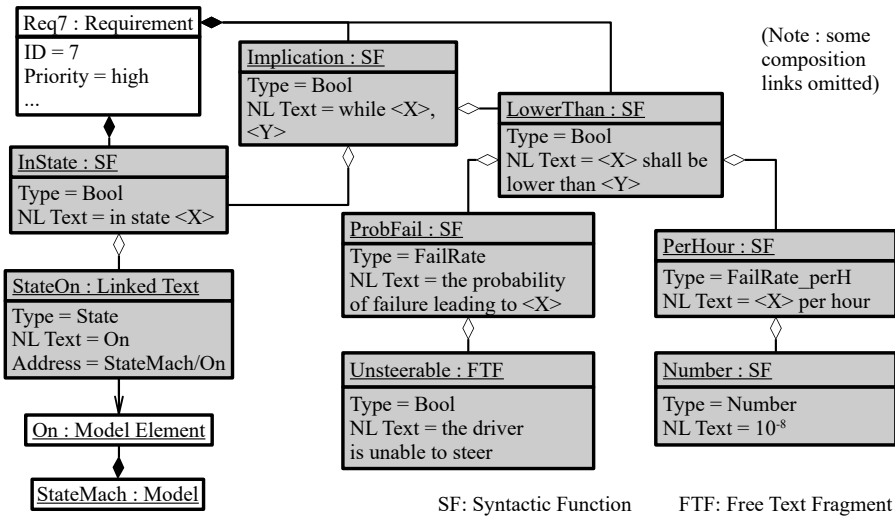 Req7 : Requirement
ID = 7
Priority = high
...
Implication : SF
Type = Bool
NL Text = while <X>,
<Y>
(Note : some
composition
links omitted)
LowerThan : SF
Type = Bool
NL Text = <X> shall be
lower than <Y>
InState : SF
Type = Bool
NL Text = in state <X>
ProbFail : SF
Type = FailRate
NL Text = the probability
of failure leading to <X>
PerHour : SF
Type = FailRate_perH
NL Text = <X> per hour
StateOn : Linked Text
Type = State
NL Text = On
Address = StateMach/On
Unsteerable : FTF
Type = Bool
NL Text = the driver
is unable to steer
Number : SF
Type = Number
NL Text = 10⁻⁸
On : Model Element
StateMach : Model
SF: Syntactic Function
FTF: Free Text Fragment